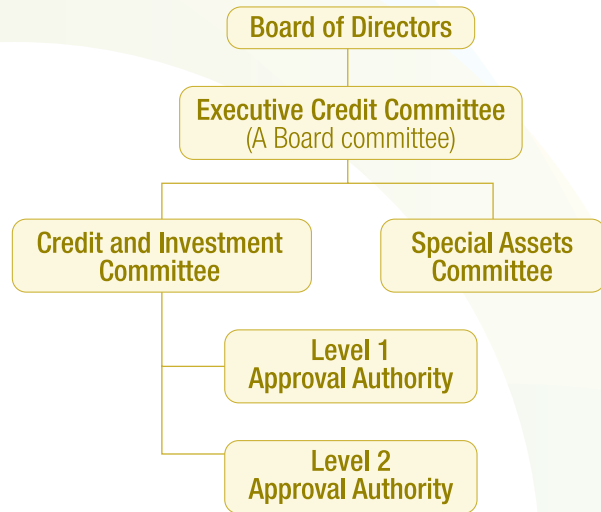 Board of Directors
Executive Credit Committee
(A Board committee)
Credit and Investment
Committee
Special Assets
Committee
Level 1
Approval Authority
Level 2
Approval Authority